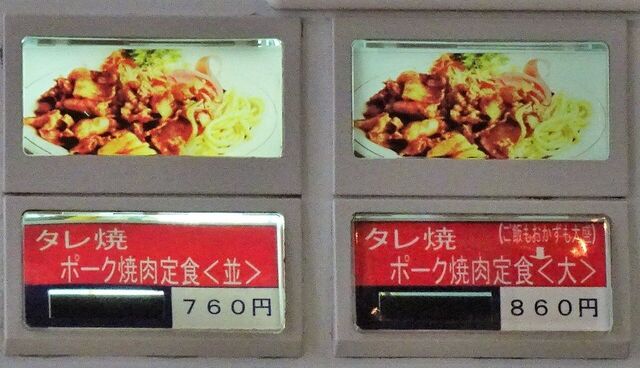 タレ焼
ポーク焼肉定食<並>
760円
タレ焼
(ご飯もおかずも大盛)
ポーク焼肉定食<大>
860円